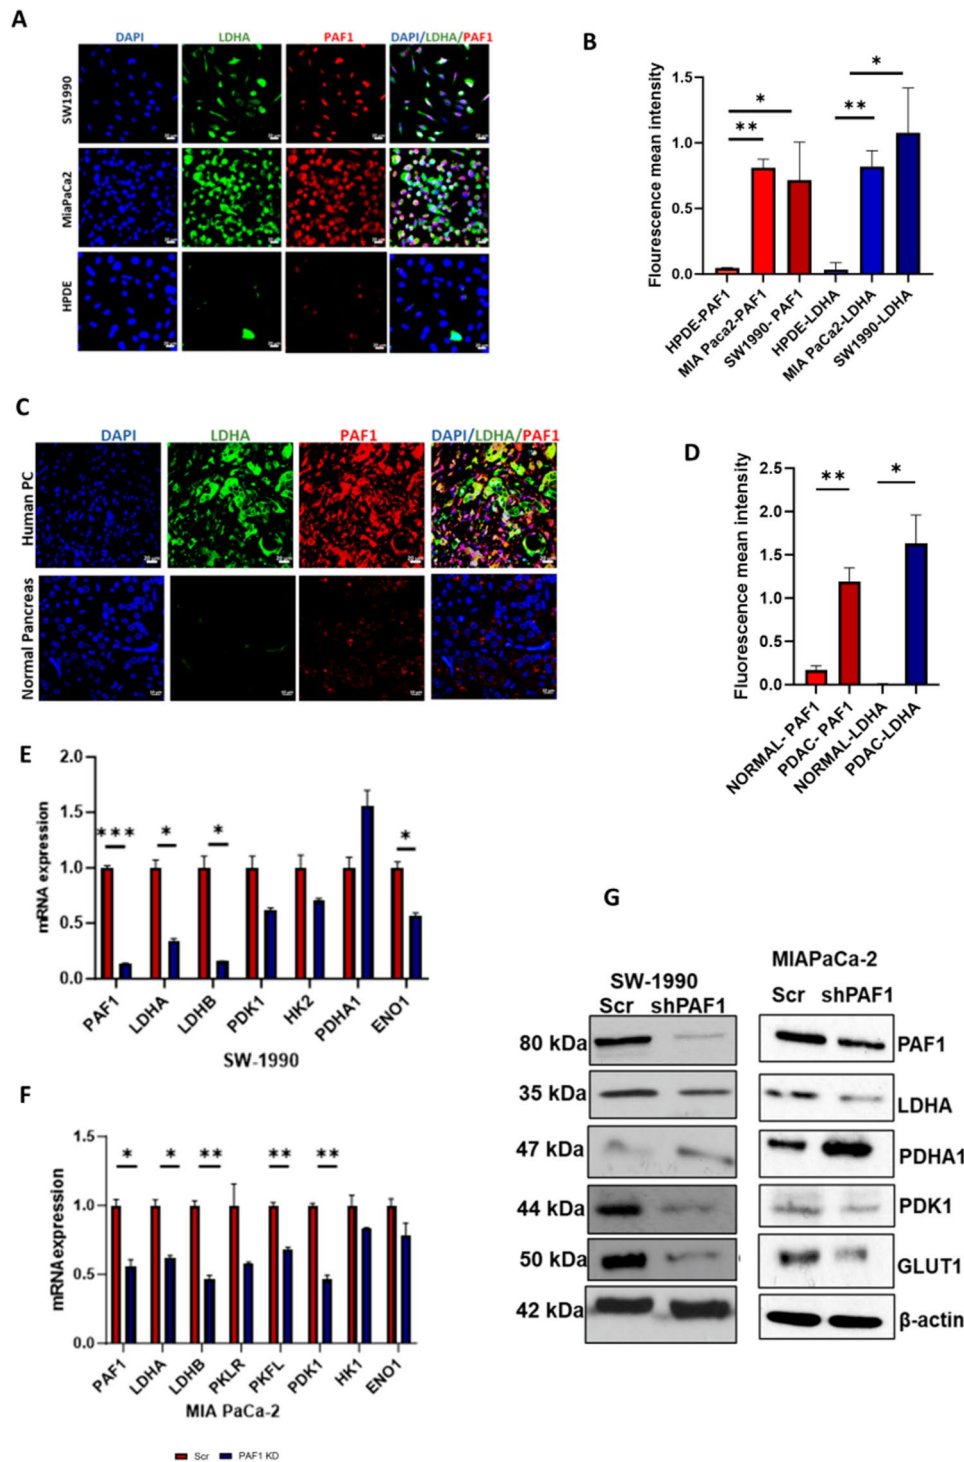 A
DAPI LDHA PAF1 DAPI/LDHA/PAF1
SW1990
MiaPaCa2
HPDE
B
Flourescence mean intensity
1.5
1.0
0.5
0.0
* *
** **
HPDE-PAF1
MIA Paca2-PAF1
SW1990- PAF1
HPDE-LDHA
MIA PaCa2-LDHA
SW1990-LDHA
C
DAPI LDHA PAF1 DAPI/LDHA/PAF1
Human PC
20 µm
Normal Pancreas
D
Fluorescence mean intensity
2.5
2.0
1.5
1.0
0.5
0.0
** *
NORMAL- PAF1
PDAC- PAF1
NORMAL-LDHA
PDAC-LDHA
E
mRNA expression
2.0
1.5
1.0
0.5
0.0
*** * * *
PAF1 LDHA LDHB PDK1 HK2 PDHA1 ENO1
SW-1990
F
mRNA expression
1.5
1.0
0.5
0.0
* * ** ** **
PAF1 LDHA LDHB PKLR PKFL PDK1 HK1 ENO1
MIA PaCa-2
Scr PAF1 KD
G
SW-1990 MIAPaCa-2
Scr shPAF1 Scr shPAF1
80 kDa PAF1
35 kDa LDHA
47 kDa PDHA1
44 kDa PDK1
50 kDa GLUT1
42 kDa β-actin